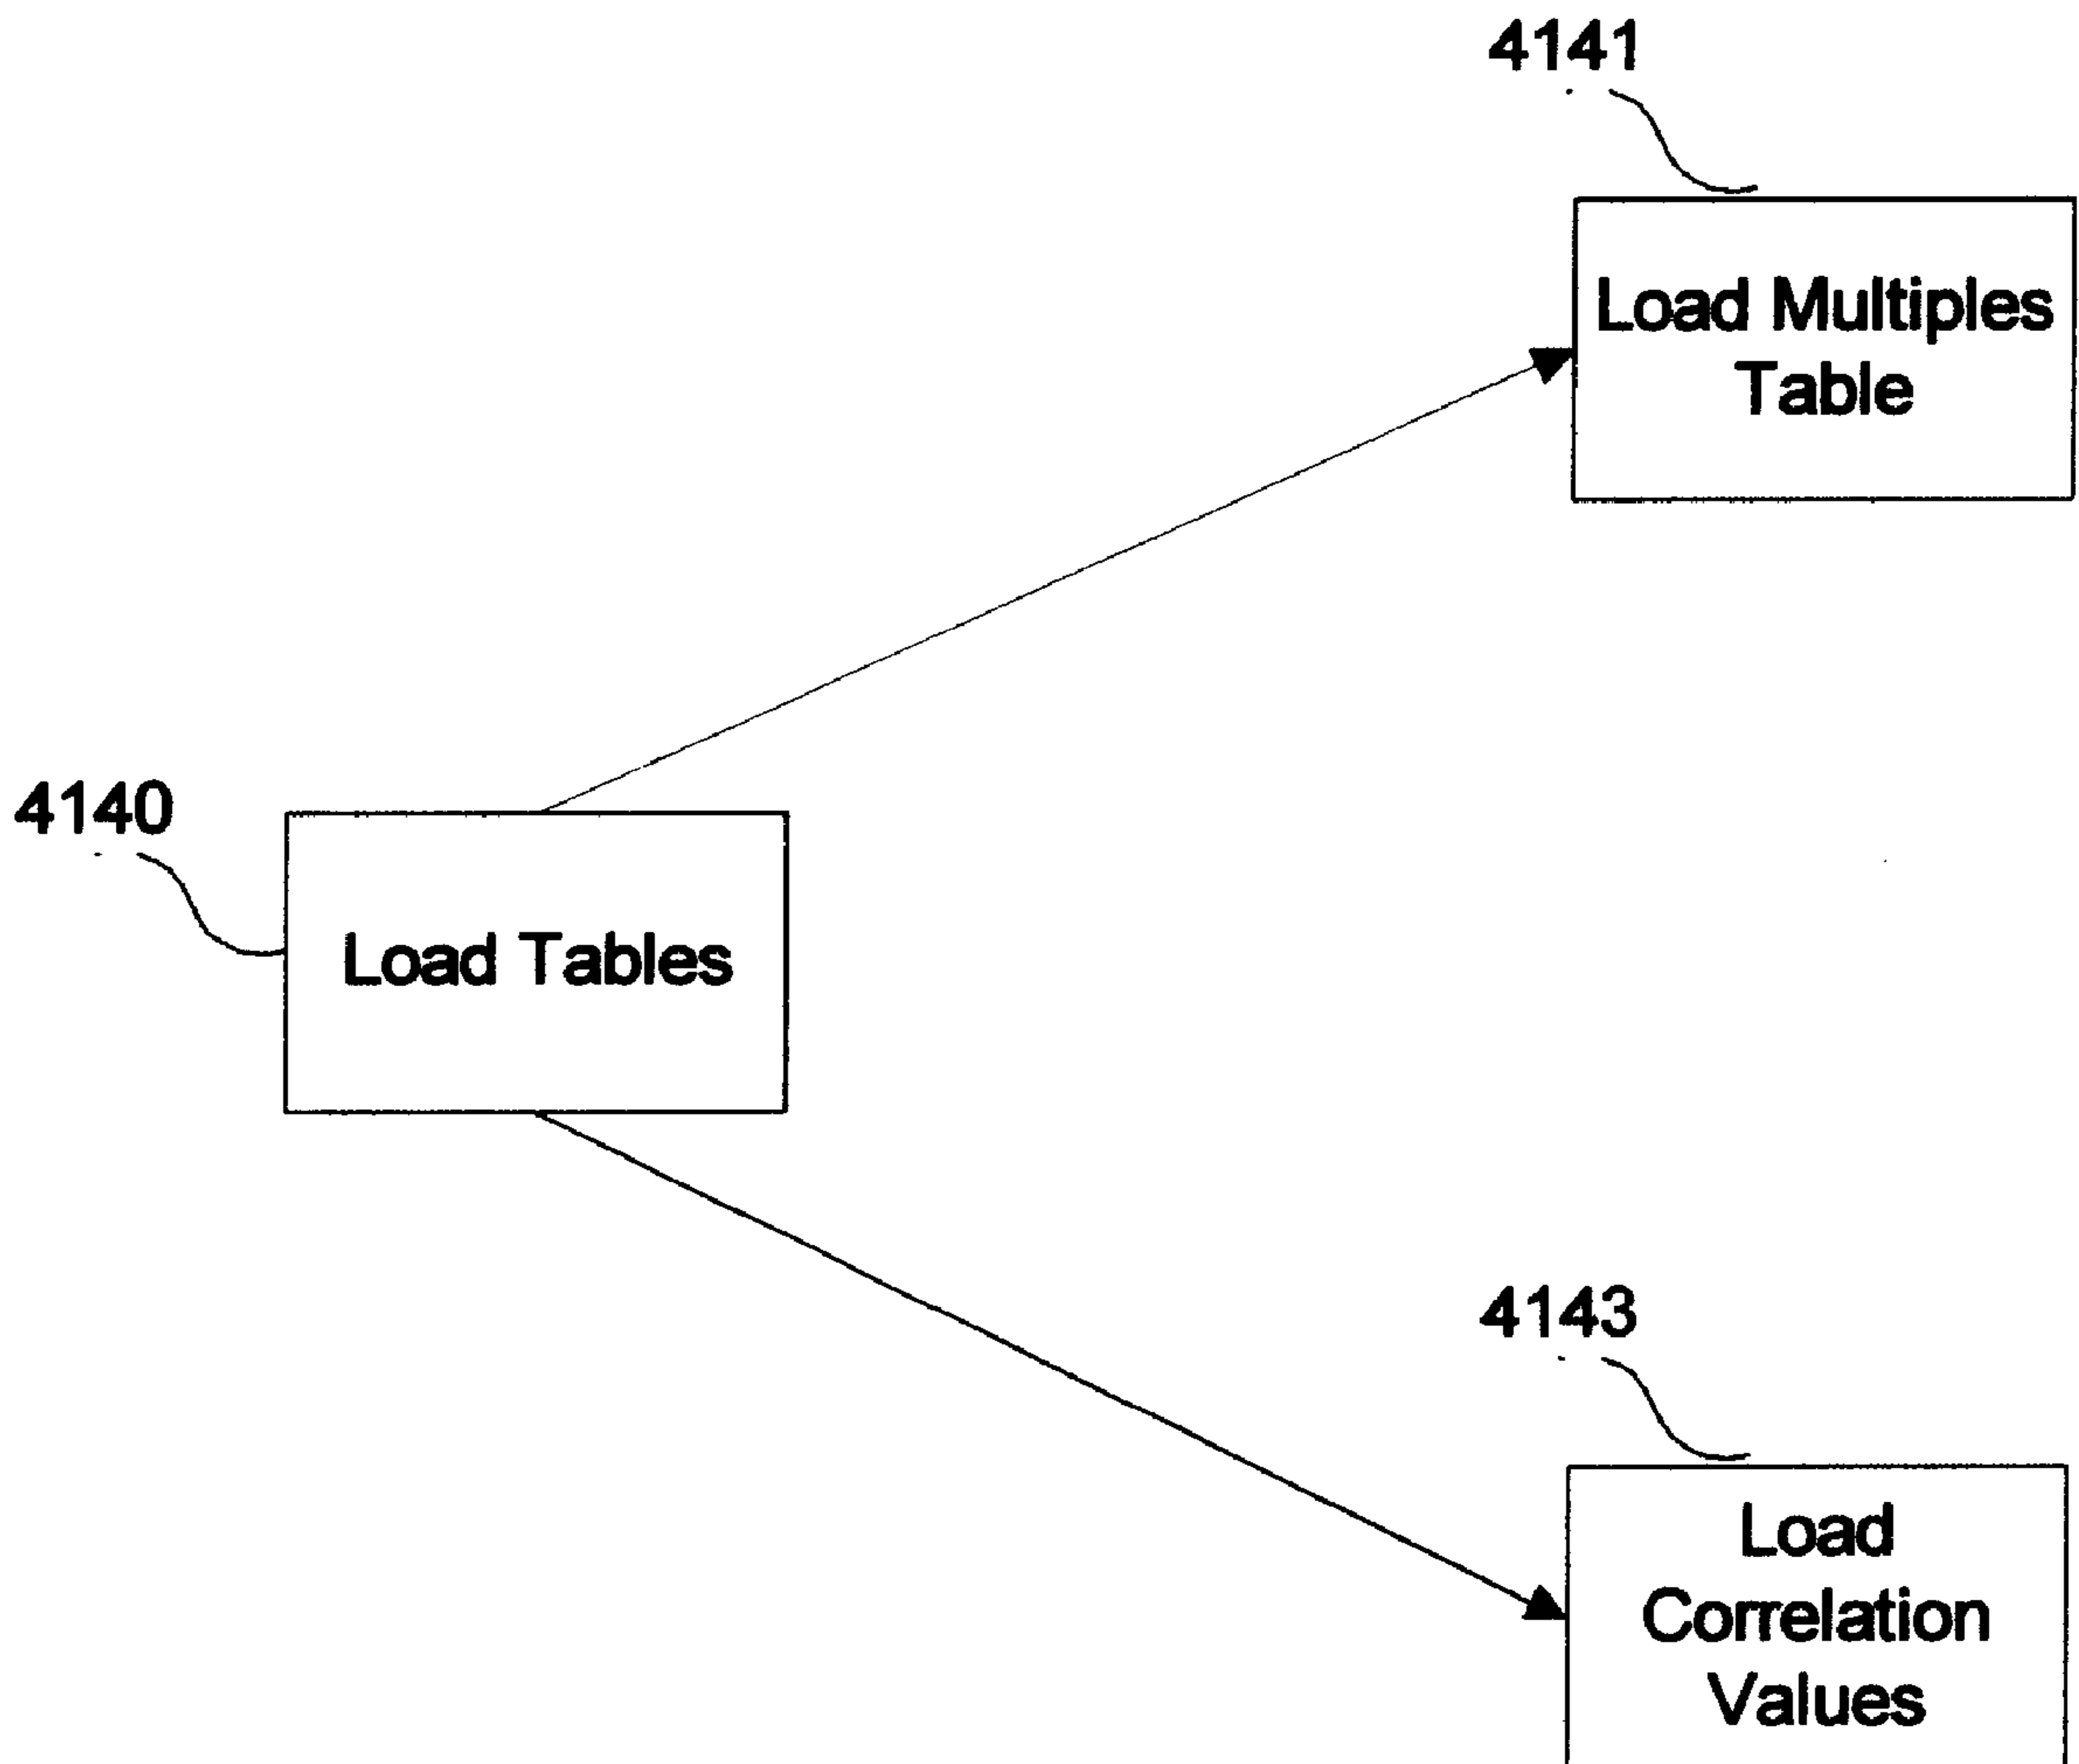 4141
Load Multiples
Table
4140
Load Tables
4143
Load
Correlation
Values